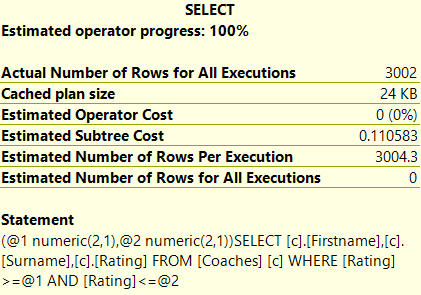 SELECT
Estimated operator progress: 100%
Actual Number of Rows for All Executions 3002
Cached plan size 24 KB
Estimated Operator Cost 0 (0%)
Estimated Subtree Cost 0.110583
Estimated Number of Rows Per Execution 3004.3
Estimated Number of Rows for All Executions 0
Statement
(@1 numeric(2,1),@2 numeric(2,1))SELECT [c].[Firstname],[c].
[Surname],[c].[Rating] FROM [Coaches] [c] WHERE [Rating]
>=@1 AND [Rating]<=@2